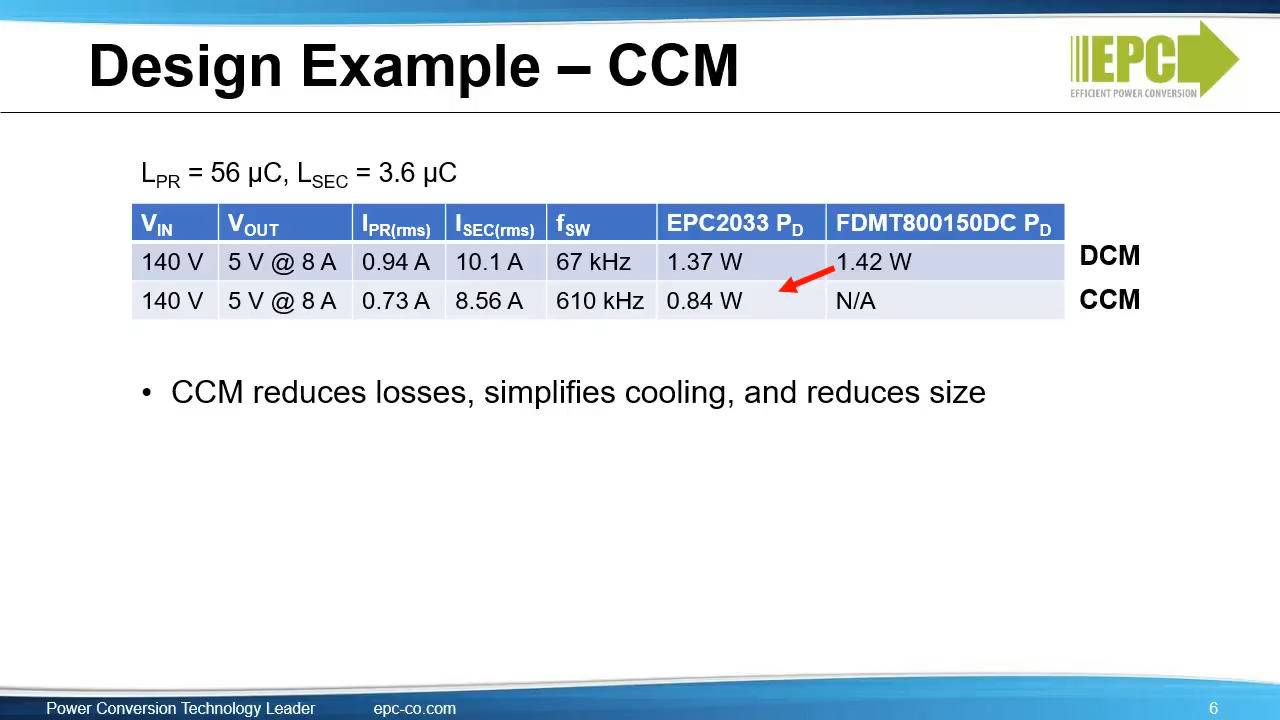 Design Example – CCM
EPC
EFFICIENT POWER CONVERSION
LPR = 56 µC, LSEC = 3.6 µC
VIN VOUT IPR(rms) ISEC(rms) fSW EPC2033 PD FDMT800150DC PD
140 V 5 V @ 8 A 0.94 A 10.1 A 67 kHz 1.37 W 1.42 W DCM
140 V 5 V @ 8 A 0.73 A 8.56 A 610 kHz 0.84 W N/A CCM
• CCM reduces losses, simplifies cooling, and reduces size
Power Conversion Technology Leader epc-co.com 6